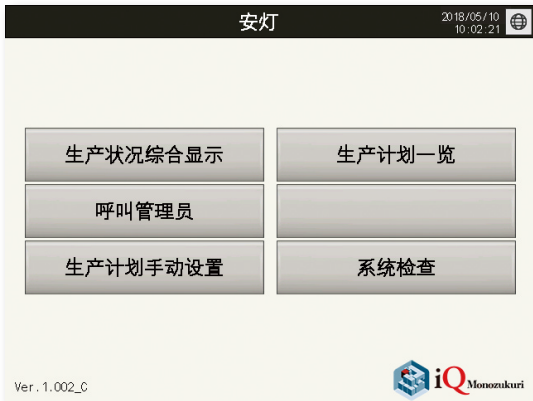 安灯
2018/05/10
10:02:21
生产状况综合显示
生产计划一览
呼叫管理员
生产计划手动设置
系统检查
Ver.1.002_C
iQ Monozukuri